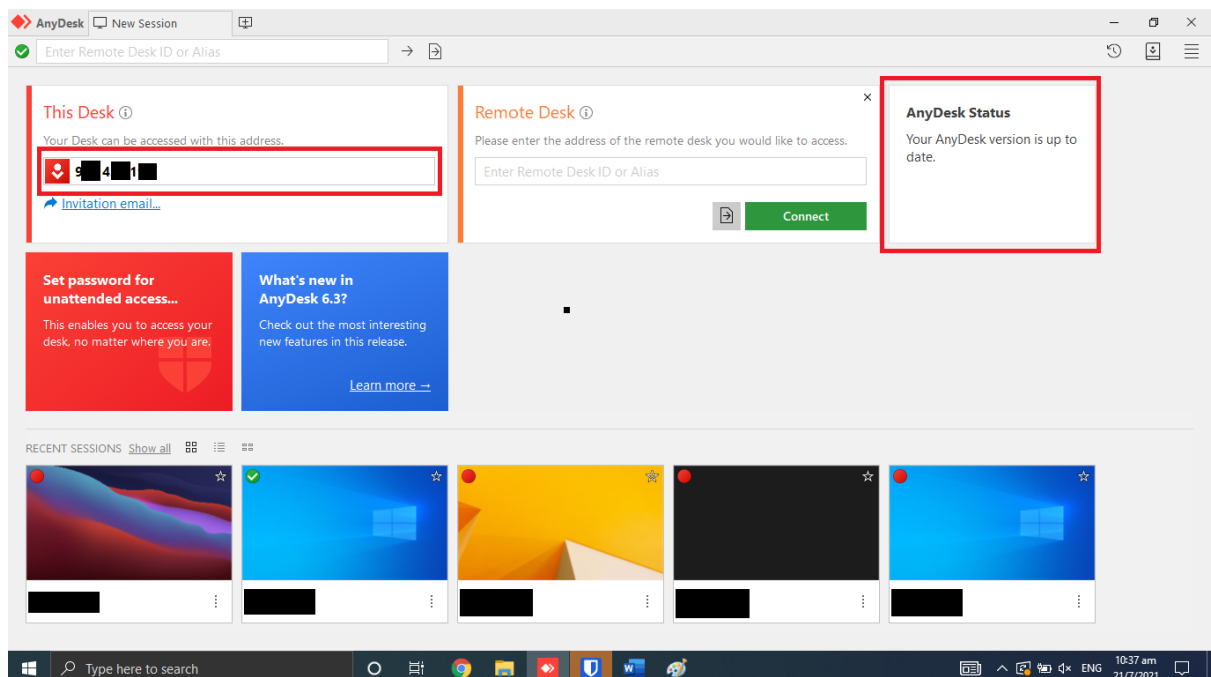 AnyDesk New Session
Enter Remote Desk ID or Alias
This Desk
Your Desk can be accessed with this address.
9 4 1
Invitation email...
Remote Desk
Please enter the address of the remote desk you would like to access.
Enter Remote Desk ID or Alias
Connect
AnyDesk Status
Your AnyDesk version is up to
date.
Set password for
unattended access...
This enables you to access your
desk, no matter where you are.
What's new in
AnyDesk 6.3?
Check out the most interesting
new features in this release.
Learn more →
RECENT SESSIONS Show all
Type here to search
ENG
10:37 am
21/7/2021